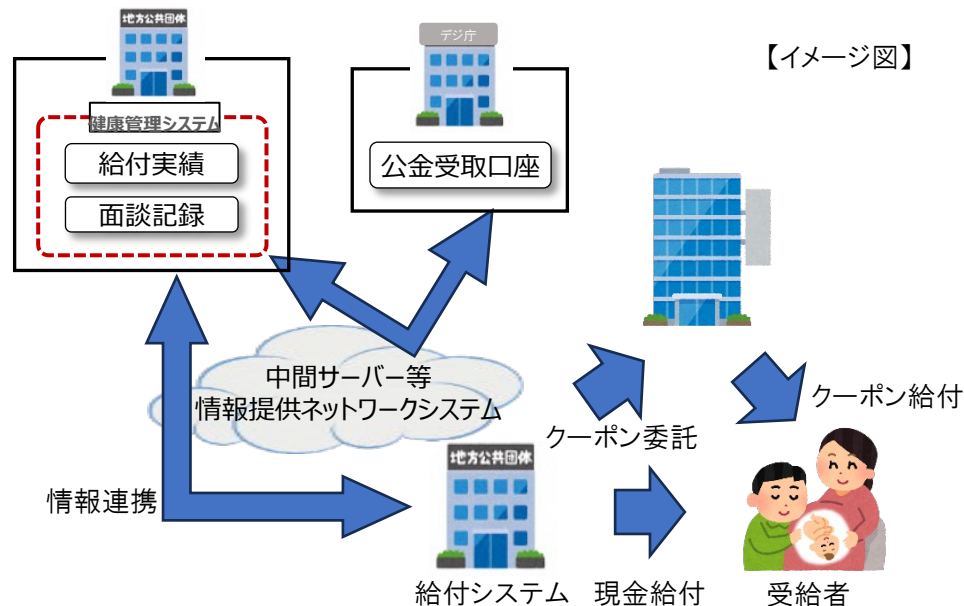 地方公共団体
デジ庁
【イメージ図】
健康管理システム
給付実績
面談記録
公金受取口座
中間サーバー等
情報提供ネットワークシステム
クーポン給付
クーポン委託
地方公共団体
情報連携
給付システム
現金給付
受給者